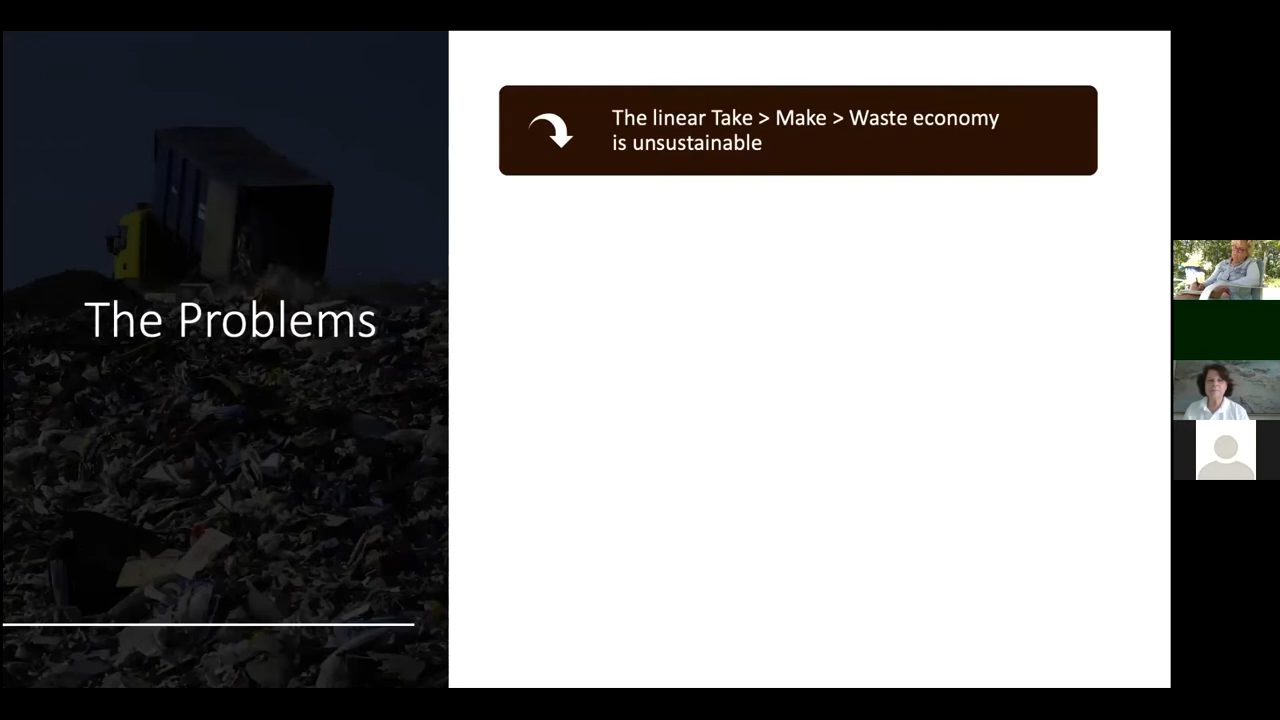 The Problems
The linear Take > Make > Waste economy
is unsustainable